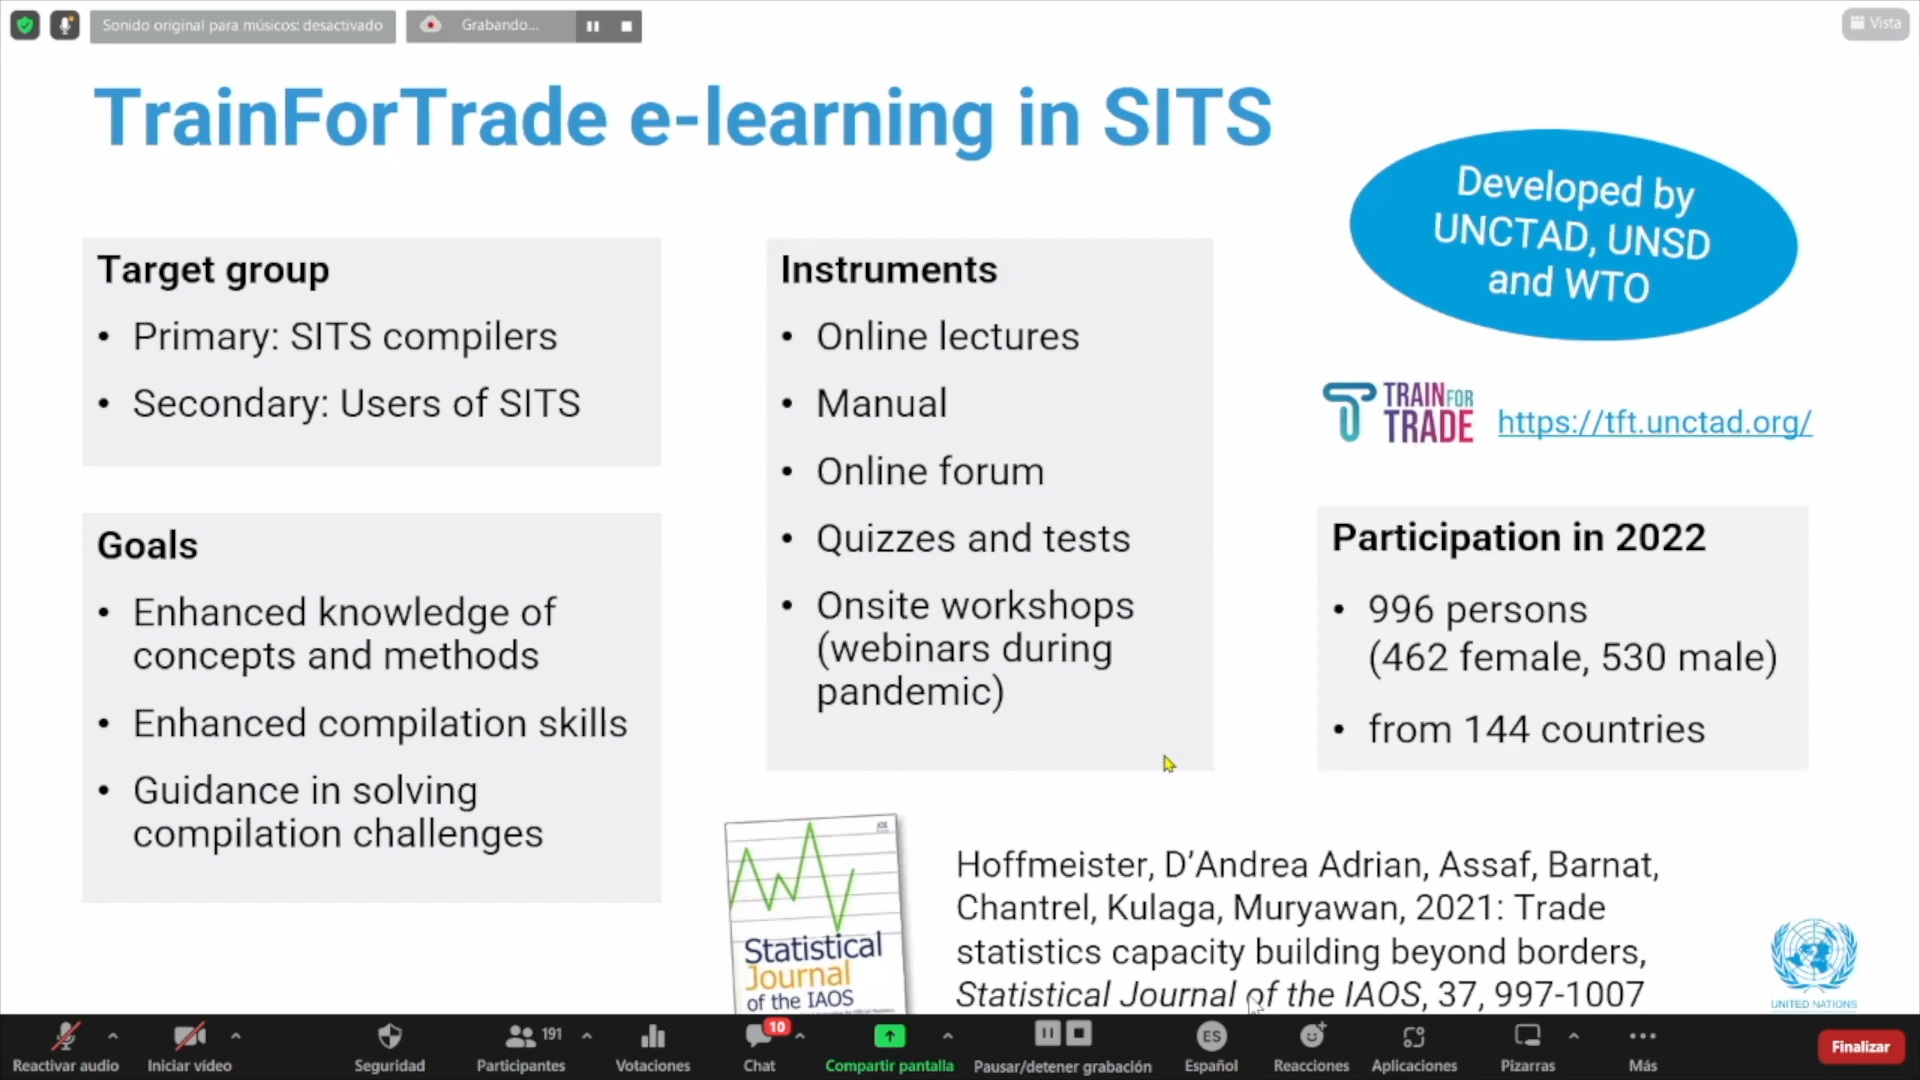 Sonido original para músicos: desactivado
Grabando...
Vista
TrainForTrade e-learning in SITS
Developed by
UNCTAD, UNSD
and WTO
Target group
• Primary: SITS compilers
• Secondary: Users of SITS
Goals
• Enhanced knowledge of
concepts and methods
• Enhanced compilation skills
• Guidance in solving
compilation challenges
Instruments
• Online lectures
• Manual
• Online forum
• Quizzes and tests
• Onsite workshops
(webinars during
pandemic)
TRAIN FOR
TRADE
https://tft.unctad.org/
Participation in 2022
• 996 persons
(462 female, 530 male)
• from 144 countries
Statistical
Journal
of the IAOS
Hoffmeister, D’Andrea Adrian, Assaf, Barnat,
Chantrel, Kulaga, Muryawan, 2021: Trade
statistics capacity building beyond borders,
Statistical Journal of the IAOS, 37, 997-1007
UNITED NATIONS
Reactivar audio
Iniciar vídeo
Seguridad
191
Participantes
Votaciones
10
Chat
Compartir pantalla
Pausar/detener grabación
ES
Español
Reacciones
Aplicaciones
Pizarras
Más
Finalizar